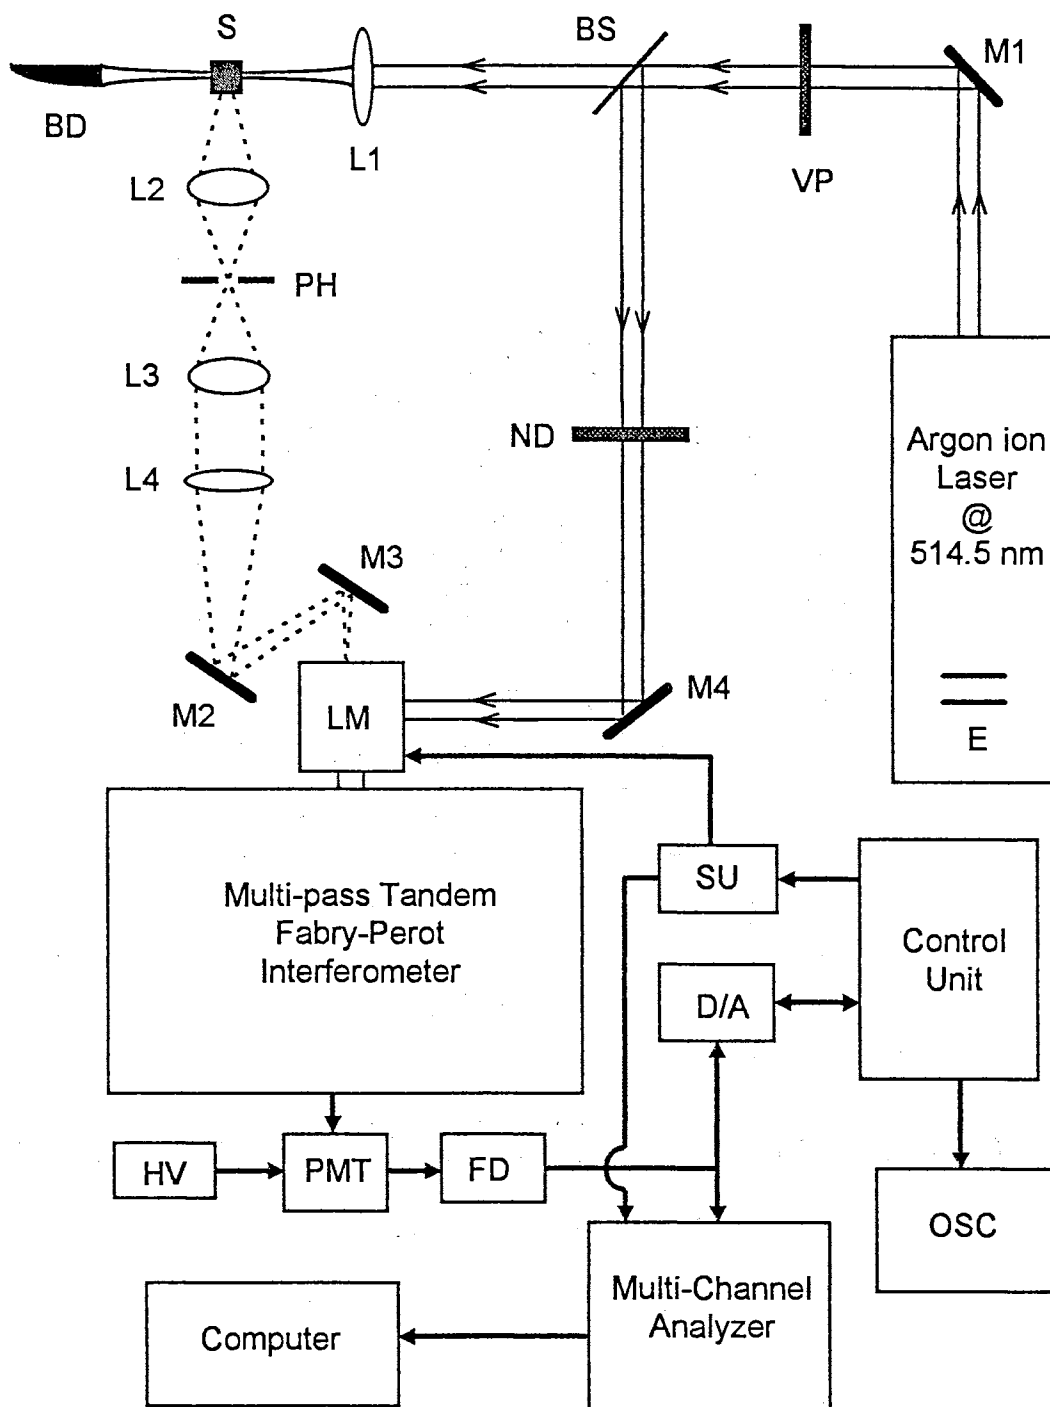 S
BS
M1
BD
L1
VP
L2
PH
L3
ND
Argon ion
Laser
@
514.5 nm
L4
M3
M2
LM
M4
E
SU
Multi-pass Tandem
Fabry-Perot
Interferometer
Control
Unit
D/A
HV
PMT
FD
OSC
Multi-Channel
Analyzer
Computer